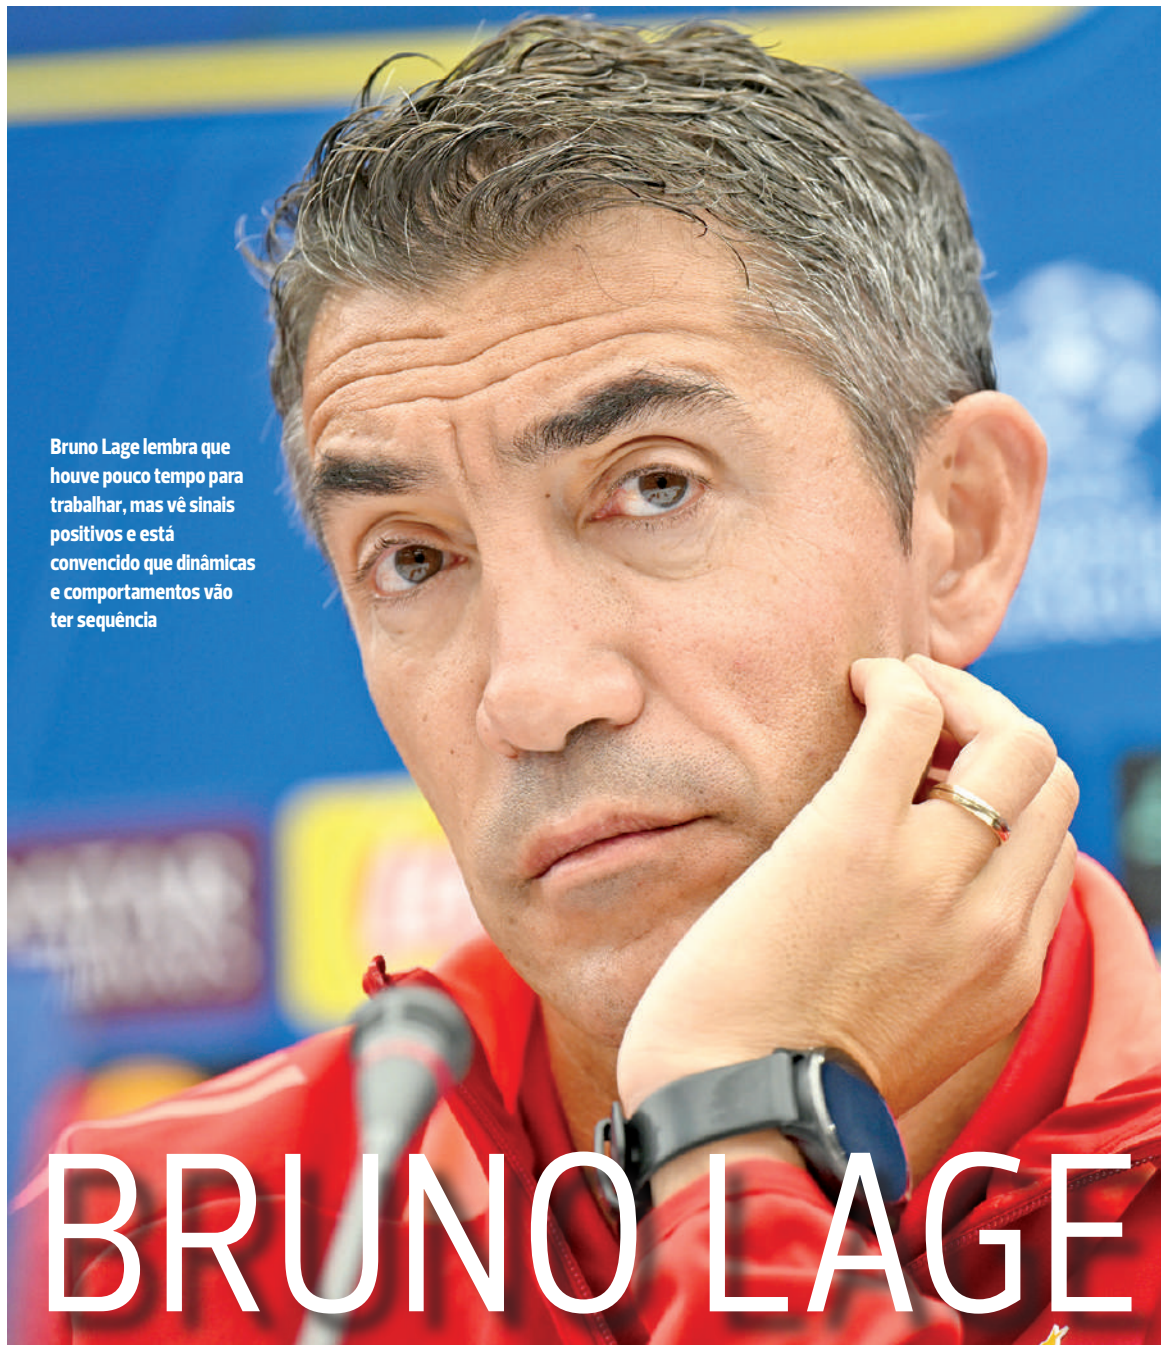 Bruno Lage lembra que
houve pouco tempo para
trabalhar, mas vê sinais
positivos e está
convencido que dinâmicas
e comportamentos vão
ter sequência
BRUNO LAGE